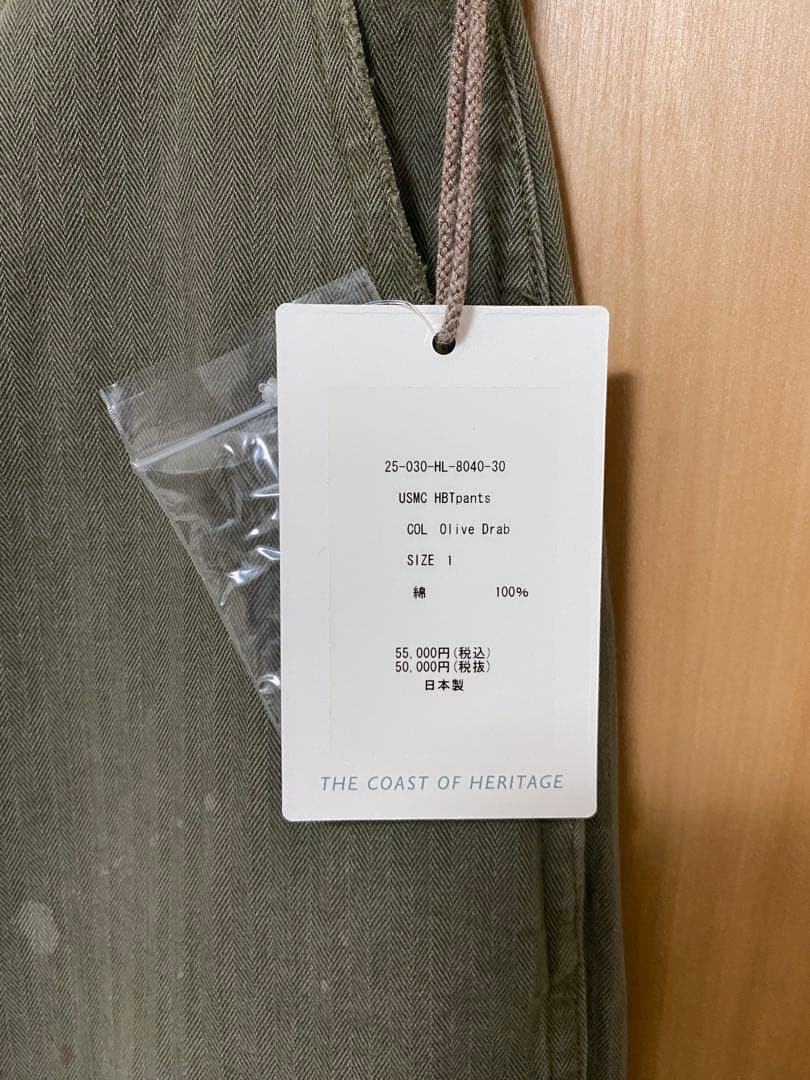 25-030-HL-8040-30
USMC HBTpants
COL Olive Drab
SIZE 1
綿 100%
55,000円(税込)
50,000円(税抜)
日本製
THE COAST OF HERITAGE